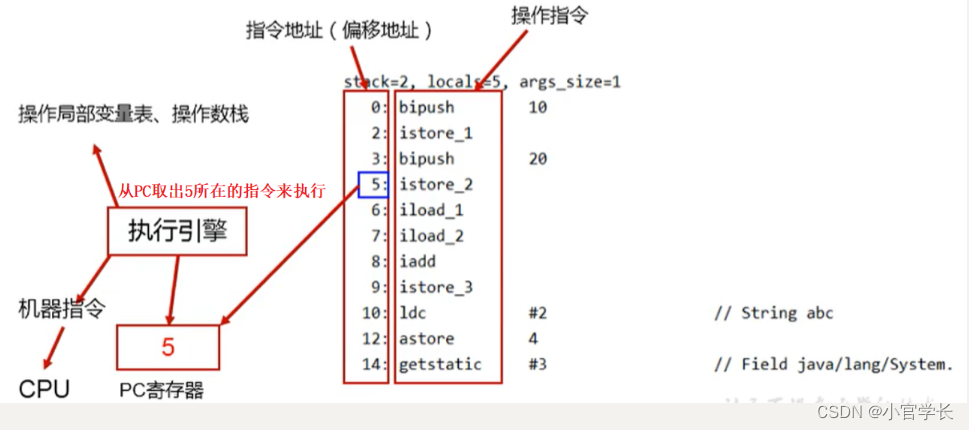 指令地址（偏移地址）
操作指令
stack=2, locals=5, args_size=1
0: bipush 10
2: istore_1
3: bipush 20
5: istore_2
6: iload_1
7: iload_2
8: iadd
9: istore_3
10: ldc #2 // String abc
12: astore 4
14: getstatic #3 // Field java/lang/System.
操作局部变量表、操作数栈
从PC取出5所在的指令来执行
执行引擎
机器指令
5
CPU
PC寄存器
CSDN @小官学长